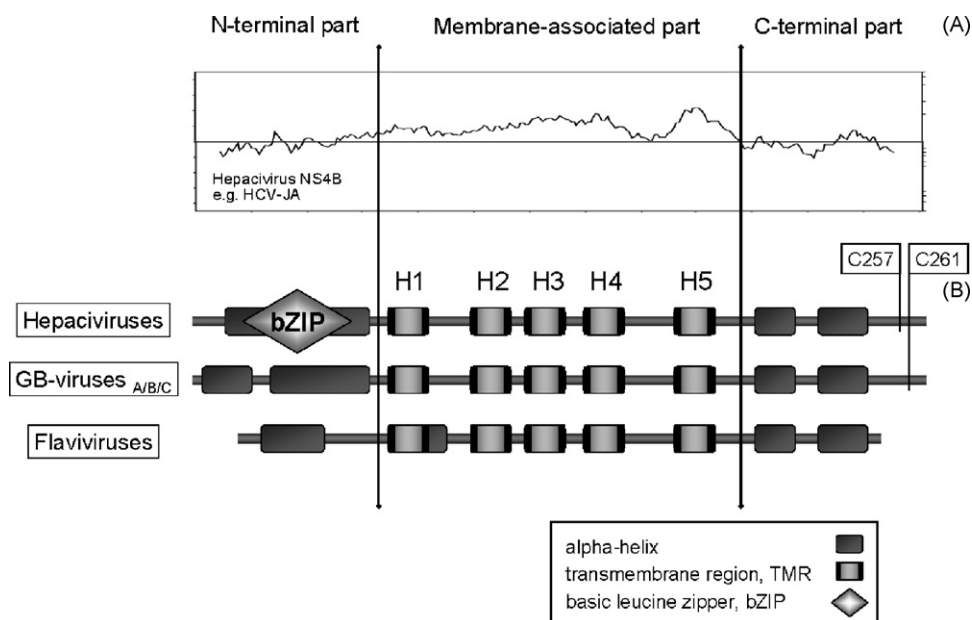 N-terminal part Membrane-associated part C-terminal part (A)
Hepacivirus NS4B
e.g. HCV-JA
C257 C261
(B)
H1 H2 H3 H4 H5
Hepaciviruses bZIP
GB-viruses A/B/C
Flaviviruses
alpha-helix
transmembrane region, TMR
basic leucine zipper, bZIP